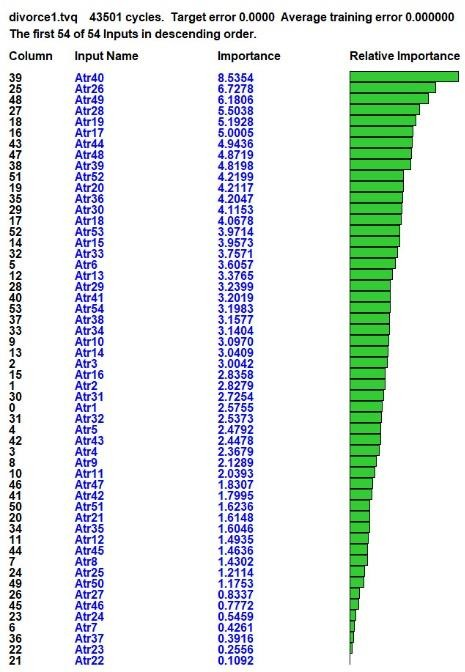 divorce1.tvq 43501 cycles. Target error 0.0000 Average training error 0.000000
The first 54 of 54 Inputs in descending order.
Column Input Name Importance Relative Importance
39 Atr40 8.5354
25 Atr26 6.7278
48 Atr49 6.1806
27 Atr28 5.5038
18 Atr19 5.1928
16 Atr17 5.0005
43 Atr44 4.9436
47 Atr48 4.8719
38 Atr39 4.8198
51 Atr52 4.2199
19 Atr20 4.2117
35 Atr36 4.2047
29 Atr30 4.1153
17 Atr18 4.0678
52 Atr53 3.9714
14 Atr15 3.9573
32 Atr33 3.7571
5 Atr6 3.6057
12 Atr13 3.3765
28 Atr29 3.2399
40 Atr41 3.2019
53 Atr54 3.1983
37 Atr38 3.1577
33 Atr34 3.1404
9 Atr10 3.0970
13 Atr14 3.0409
2 Atr3 3.0042
15 Atr16 2.8358
1 Atr2 2.8279
30 Atr31 2.7254
0 Atr1 2.5755
31 Atr32 2.5373
4 Atr5 2.4792
42 Atr43 2.4478
3 Atr4 2.3679
8 Atr9 2.1289
10 Atr11 2.0393
46 Atr47 1.8307
41 Atr42 1.7995
50 Atr51 1.6236
20 Atr21 1.6148
34 Atr35 1.6046
11 Atr12 1.4935
44 Atr45 1.4636
7 Atr8 1.4302
24 Atr25 1.2114
49 Atr50 1.1753
26 Atr27 0.8337
45 Atr46 0.7772
23 Atr24 0.5459
6 Atr7 0.4261
36 Atr37 0.3916
22 Atr23 0.2556
21 Atr22 0.1092